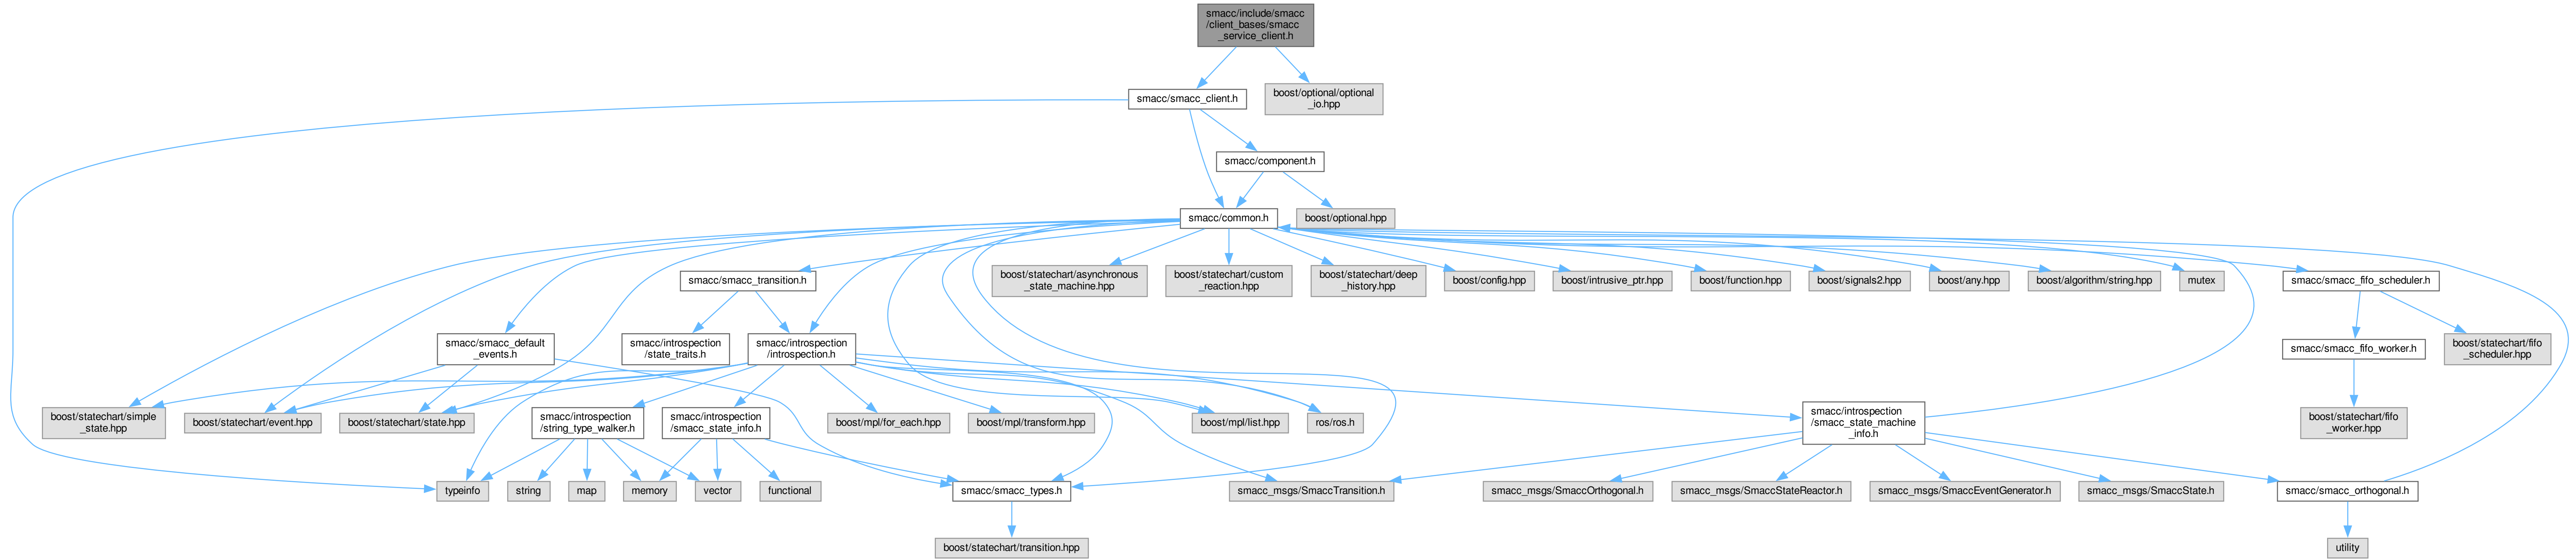 smacc/include/smacc
/client_bases/smacc
_service_client.h
smacc/smacc_client.h
boost/optional/optional
_io.hpp
smacc/component.h
smacc/common.h
boost/optional.hpp
smacc/smacc_transition.h
boost/statechart/asynchronous
_state_machine.hpp
boost/statechart/custom
_reaction.hpp
boost/statechart/deep
_history.hpp
boost/config.hpp
boost/intrusive_ptr.hpp
boost/function.hpp
boost/signals2.hpp
boost/any.hpp
boost/algorithm/string.hpp
mutex
smacc/smacc_fifo_scheduler.h
smacc/smacc_default
_events.h
smacc/introspection
/state_traits.h
smacc/introspection
/introspection.h
smacc/smacc_fifo_worker.h
boost/statechart/fifo
_scheduler.hpp
boost/statechart/simple
_state.hpp
boost/statechart/event.hpp
boost/statechart/state.hpp
smacc/introspection
/string_type_walker.h
smacc/introspection
/smacc_state_info.h
boost/mpl/for_each.hpp
boost/mpl/transform.hpp
boost/mpl/list.hpp
ros/ros.h
smacc/introspection
/smacc_state_machine
_info.h
boost/statechart/fifo
_worker.hpp
typeinfo
string
map
memory
vector
functional
smacc/smacc_types.h
smacc_msgs/SmaccTransition.h
smacc_msgs/SmaccOrthogonal.h
smacc_msgs/SmaccStateReactor.h
smacc_msgs/SmaccEventGenerator.h
smacc_msgs/SmaccState.h
smacc/smacc_orthogonal.h
boost/statechart/transition.hpp
utility